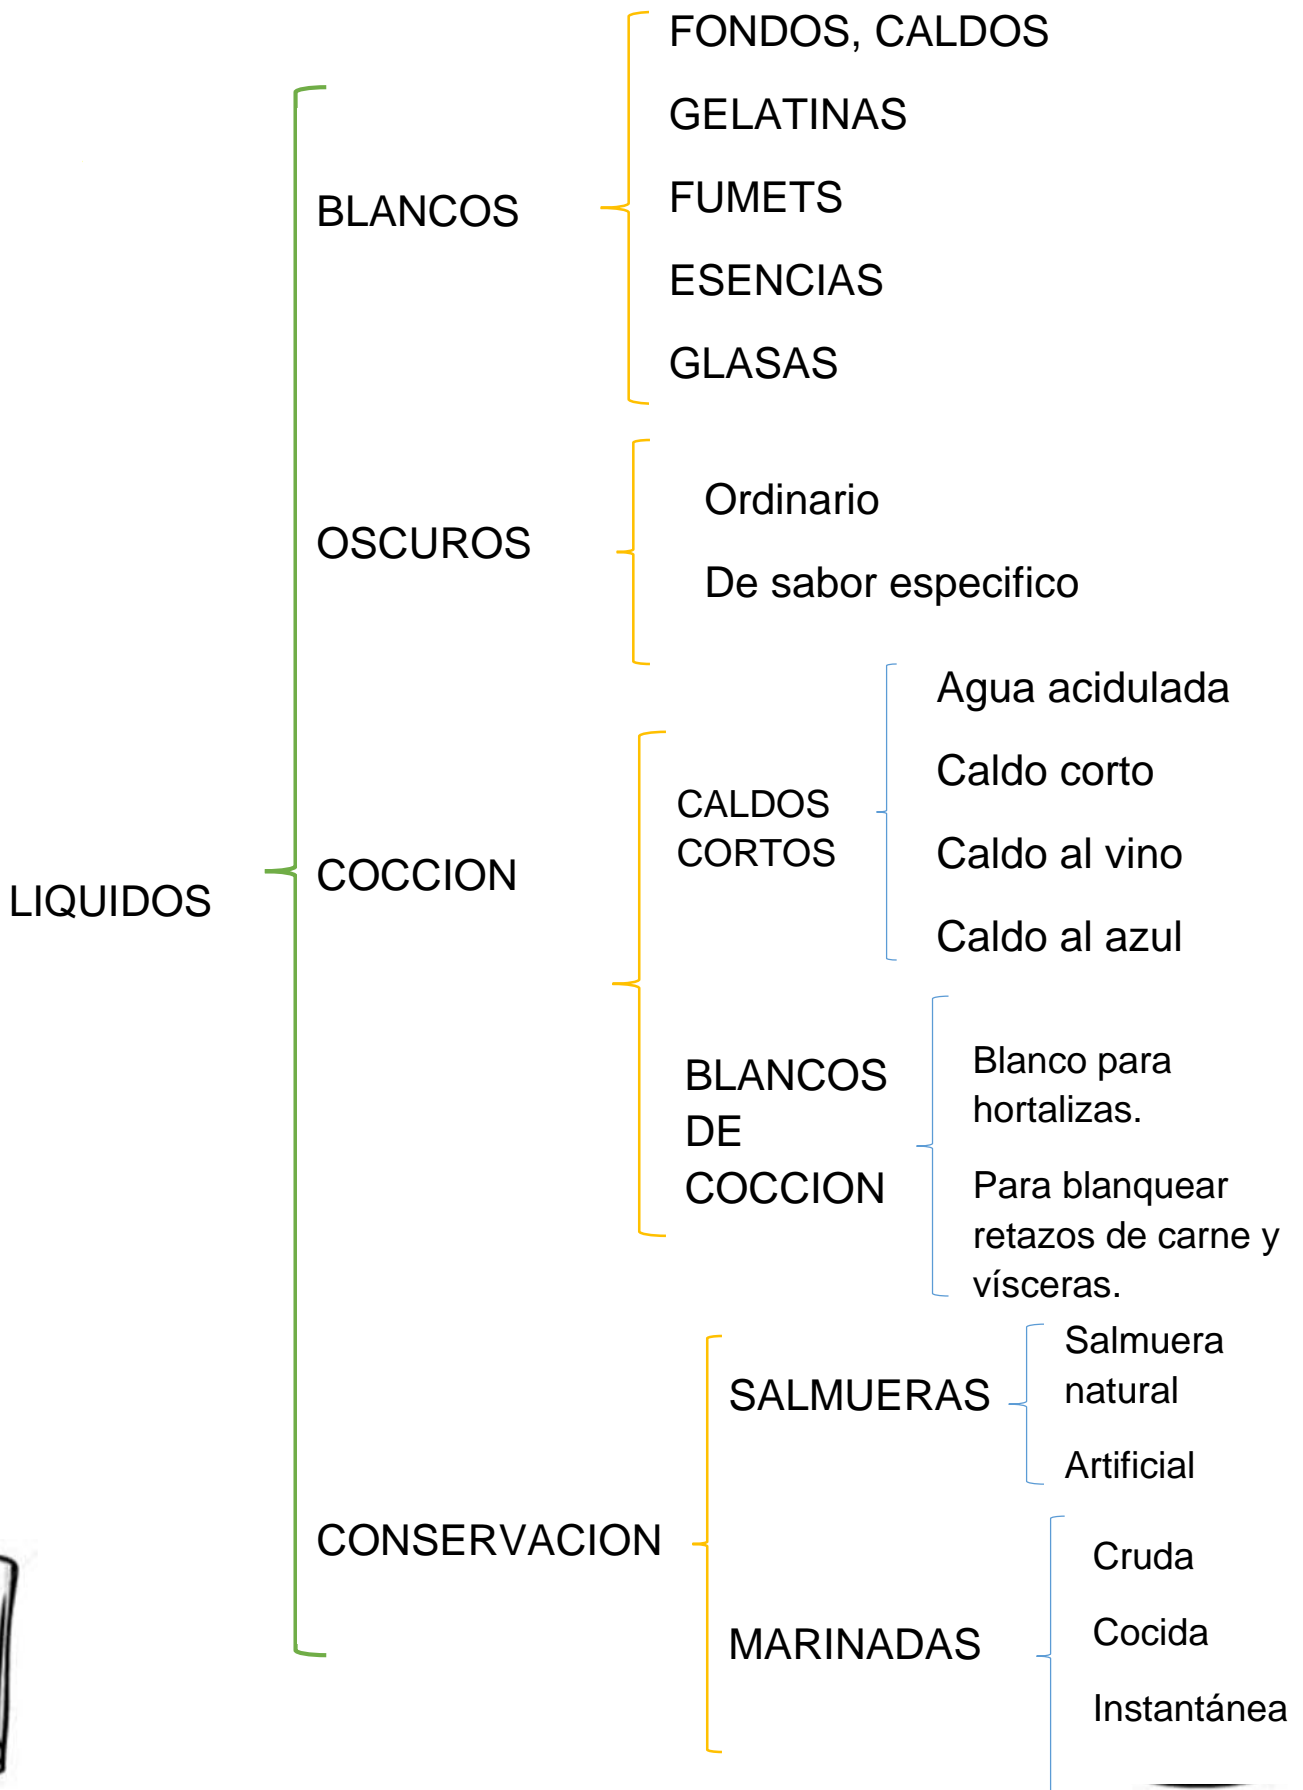 LIQUIDOS
BLANCOS
FONDOS, CALDOS
GELATINAS
FUMETS
ESENCIAS
GLASAS
OSCUROS
Ordinario
De sabor especifico
COCCION
CALDOS
CORTOS
Agua acidulada
Caldo corto
Caldo al vino
Caldo al azul
BLANCOS
DE
COCCION
Blanco para
hortalizas.
Para blanquear
retazos de carne y
vísceras.
CONSERVACION
SALMUERAS
Salmuera
natural
Artificial
MARINADAS
Cruda
Cocida
Instantánea